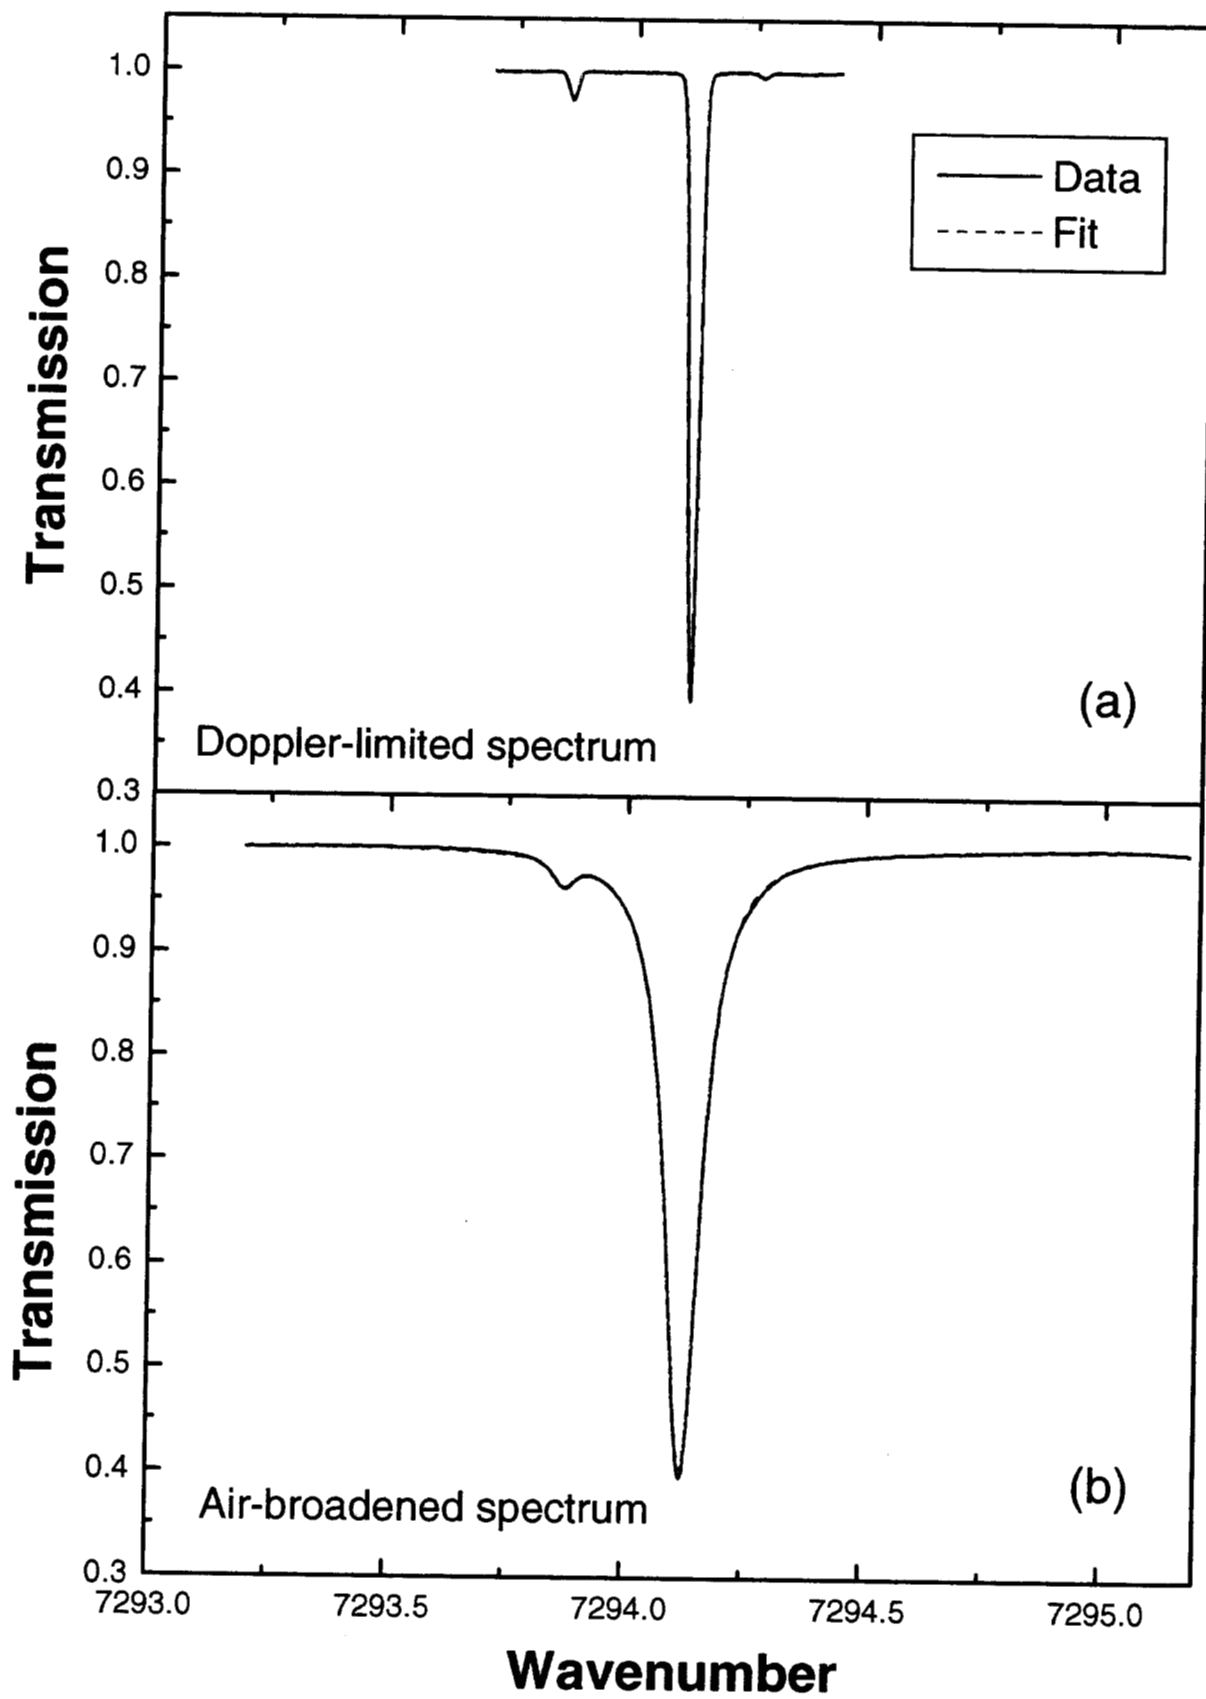 1.0
0.9
0.8
0.7
0.6
0.5
0.4
0.3
Transmission
Data
Fit
(a)
Doppler-limited spectrum
1.0
0.9
0.8
0.7
0.6
0.5
0.4
0.3
Transmission
(b)
Air-broadened spectrum
7293.0 7293.5 7294.0 7294.5 7295.0
Wavenumber